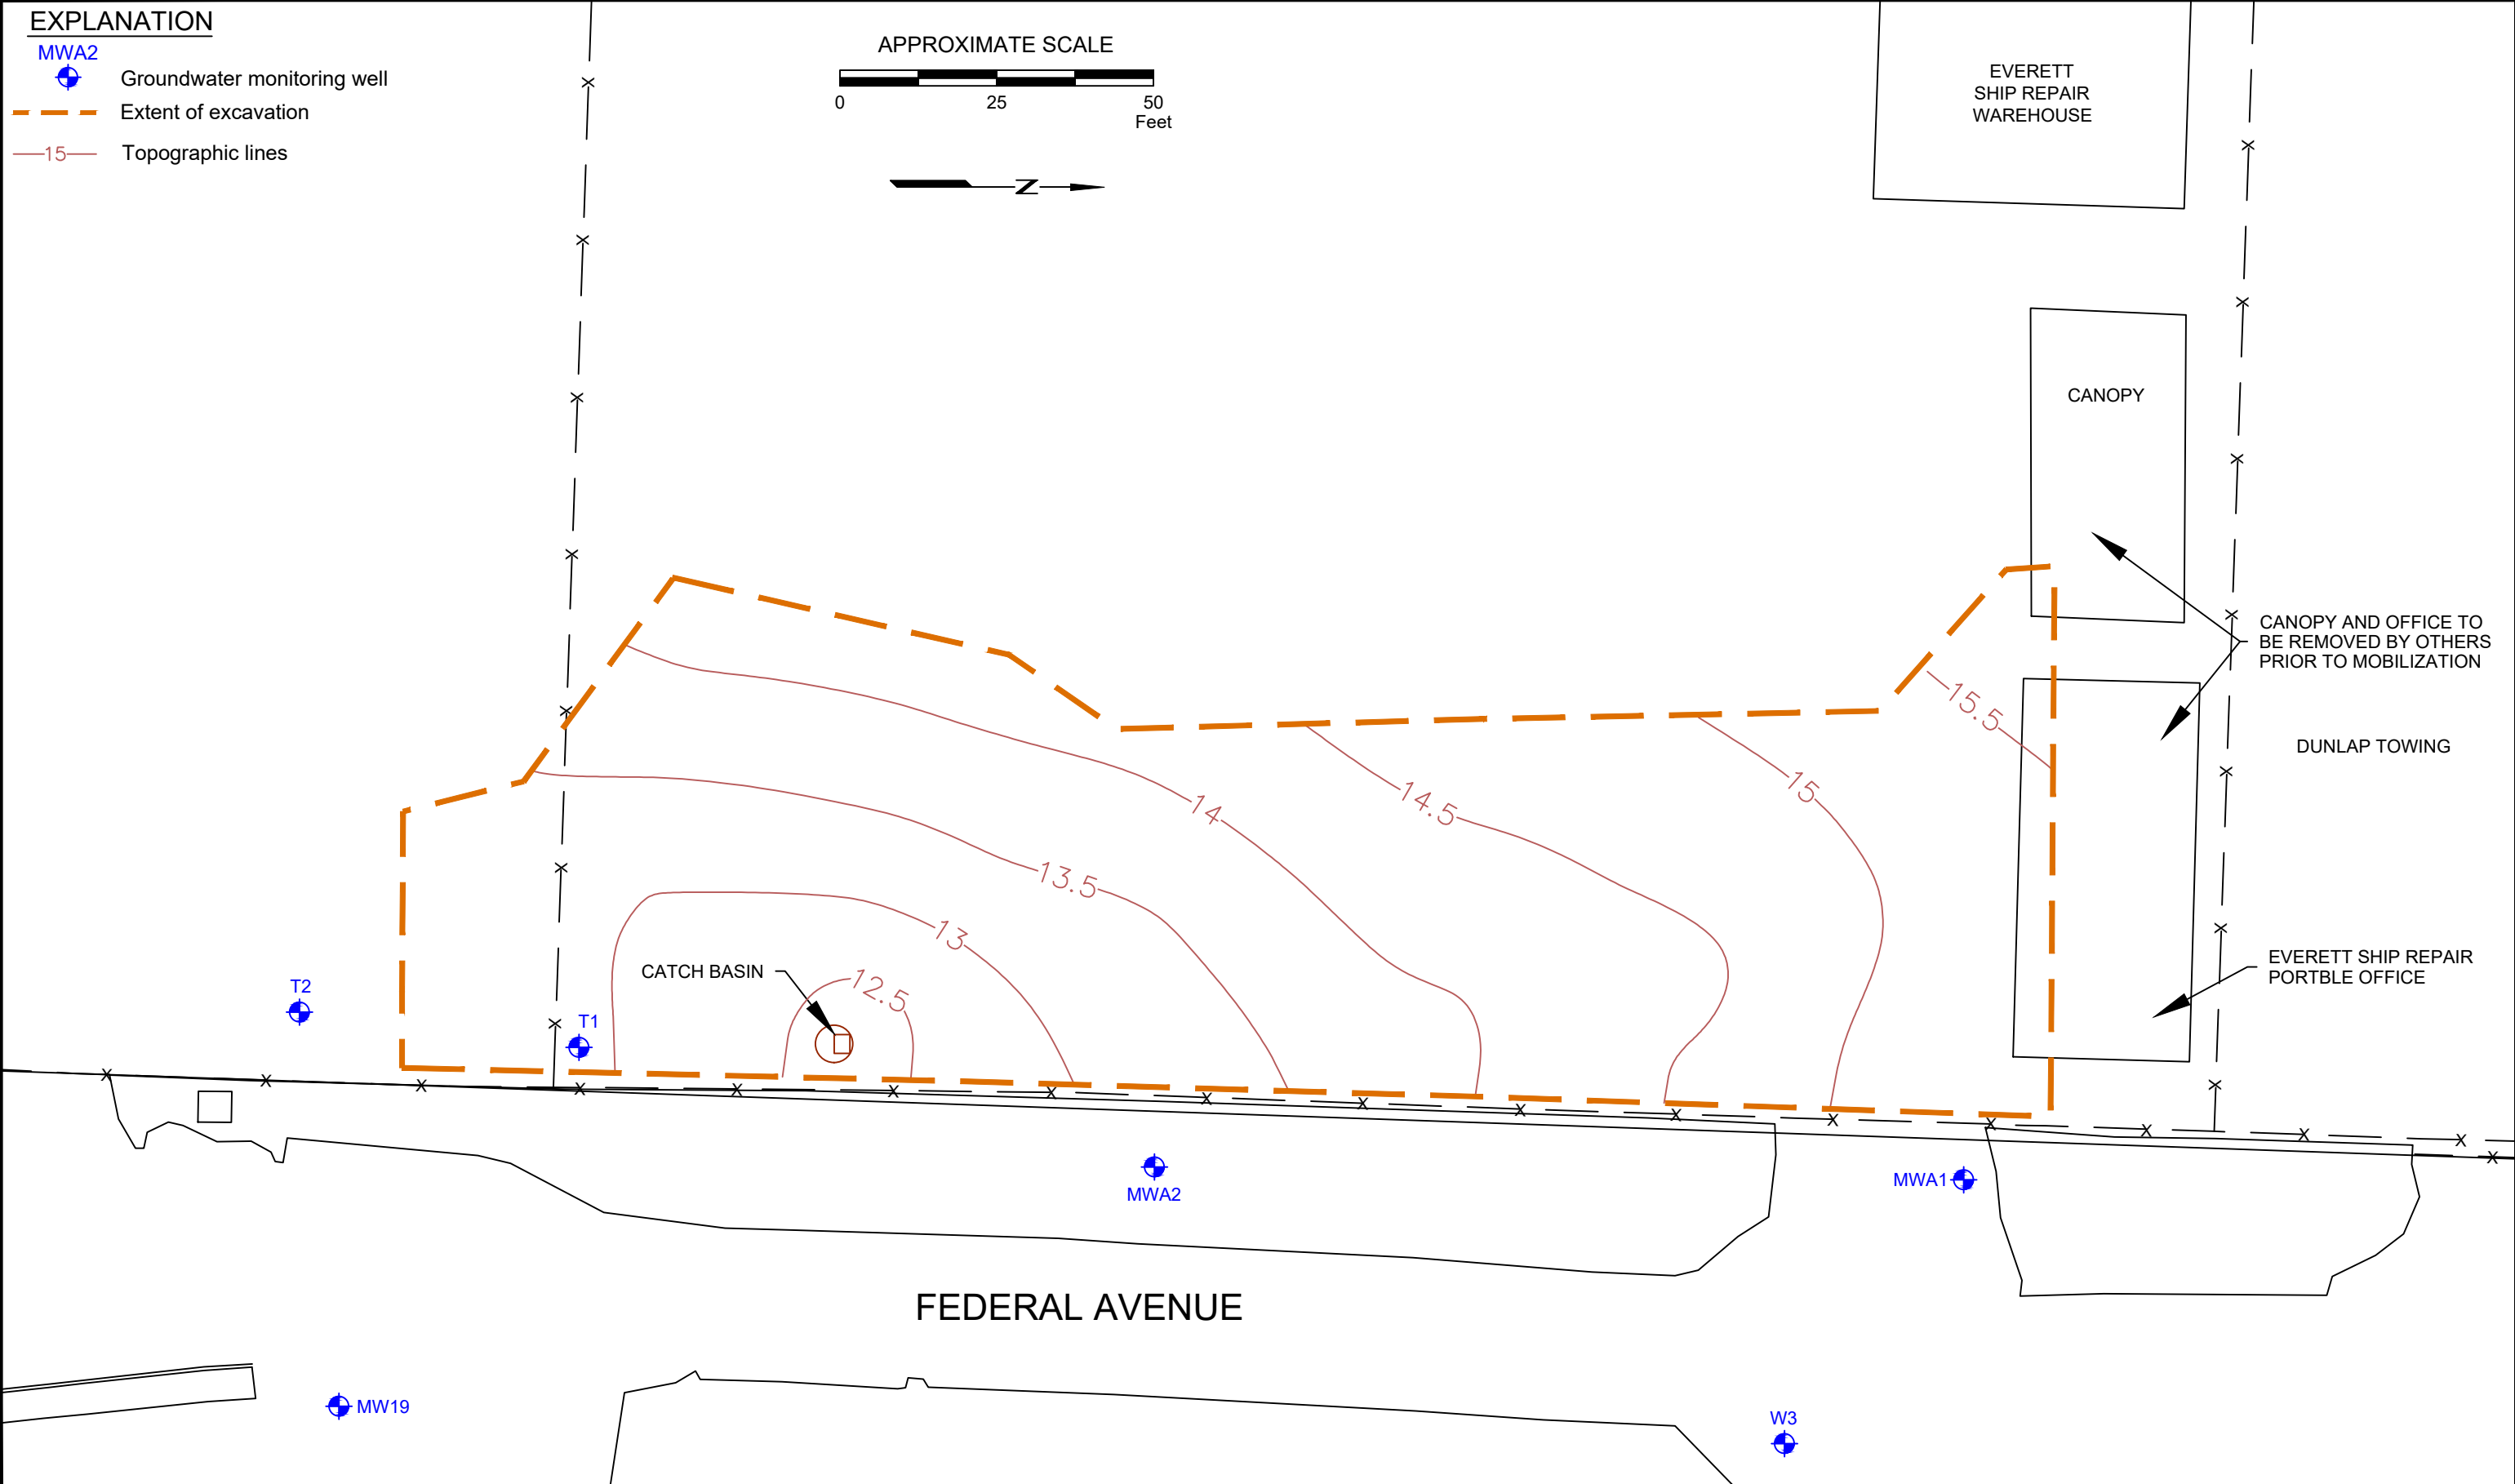 EXPLANATION
MWA2
Groundwater monitoring well
Extent of excavation
15
Topographic lines
APPROXIMATE SCALE
0 25 50
Feet
N
EVERETT
SHIP REPAIR
WAREHOUSE
CANOPY
CANOPY AND OFFICE TO
BE REMOVED BY OTHERS
PRIOR TO MOBILIZATION
15.5
DUNLAP TOWING
15
14.5
14
13.5
13
12.5
CATCH BASIN
EVERETT SHIP REPAIR
PORTBLE OFFICE
T2
T1
MWA2
MWA1
FEDERAL AVENUE
MW19
W3